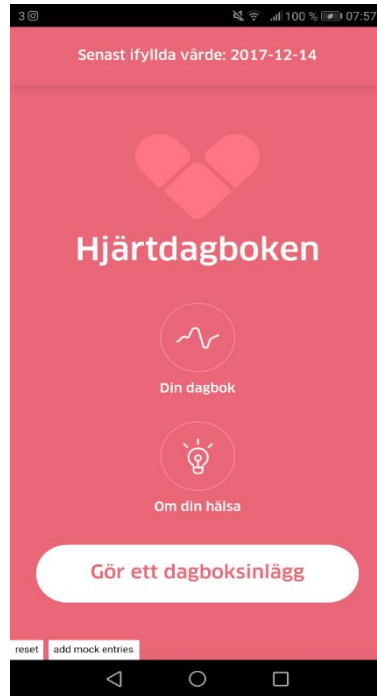 3 100 % 07:57
Senast ifyllda värde: 2017-12-14
Hjärtdagboken
Din dagbok
Om din hälsa
Gör ett dagboksinlägg
reset add mock entries